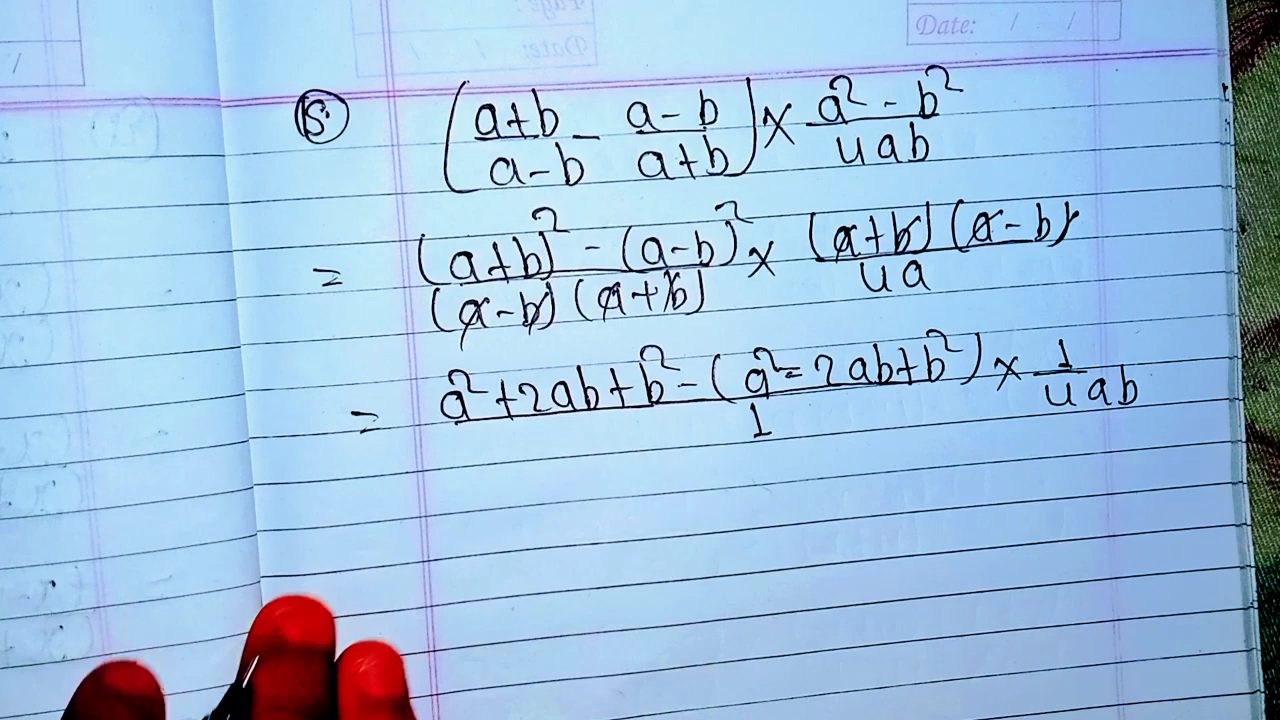 Date: / /
(5.) ((a+b)/(a-b) - (a-b)/(a+b)) × (a² - b²)/(4ab)
= ((a+b)² - (a-b)²)/((a-b)(a+b)) × ((a+b)(a-b))/(4a)
= (a²+2ab+b² - (a²-2ab+b²))/1 × 1/(4ab)